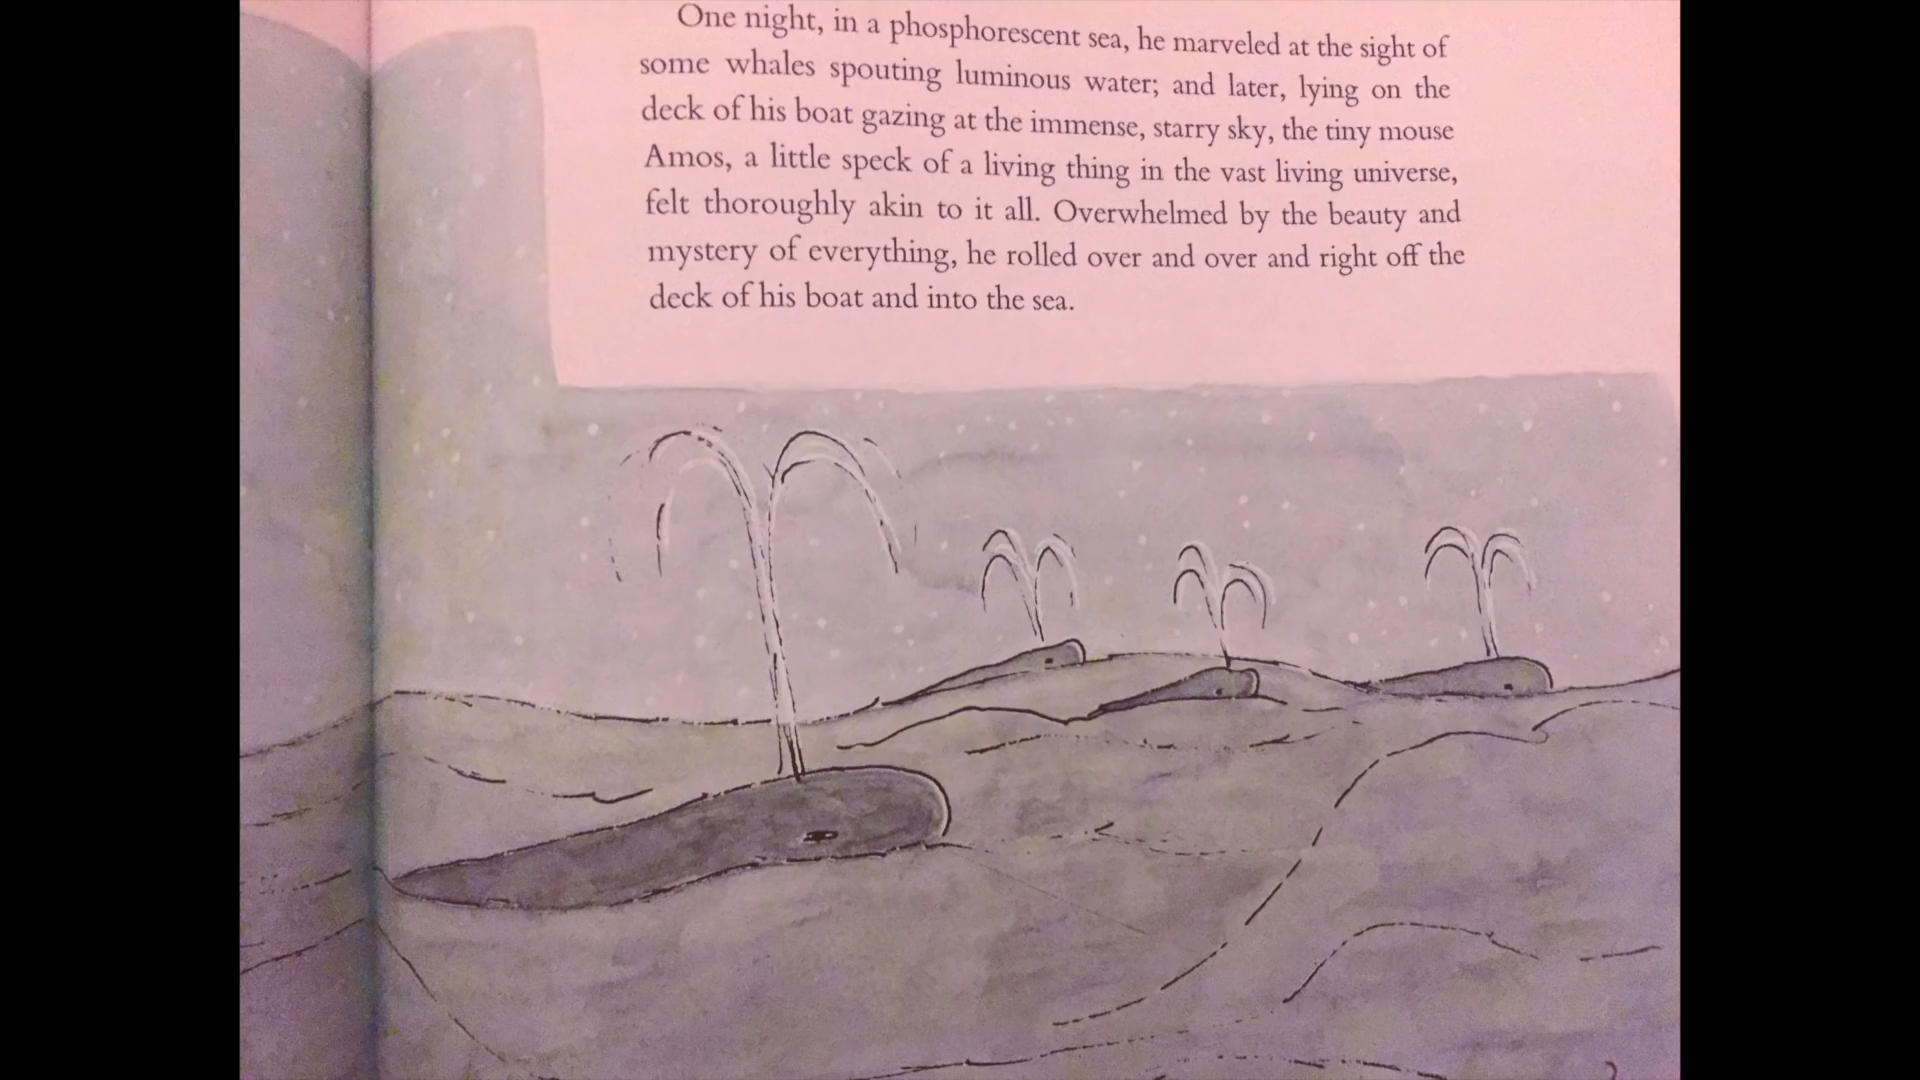 One night, in a phosphorescent sea, he marveled at the sight of
some whales spouting luminous water; and later, lying on the
deck of his boat gazing at the immense, starry sky, the tiny mouse
Amos, a little speck of a living thing in the vast living universe,
felt thoroughly akin to it all. Overwhelmed by the beauty and
mystery of everything, he rolled over and over and right off the
deck of his boat and into the sea.